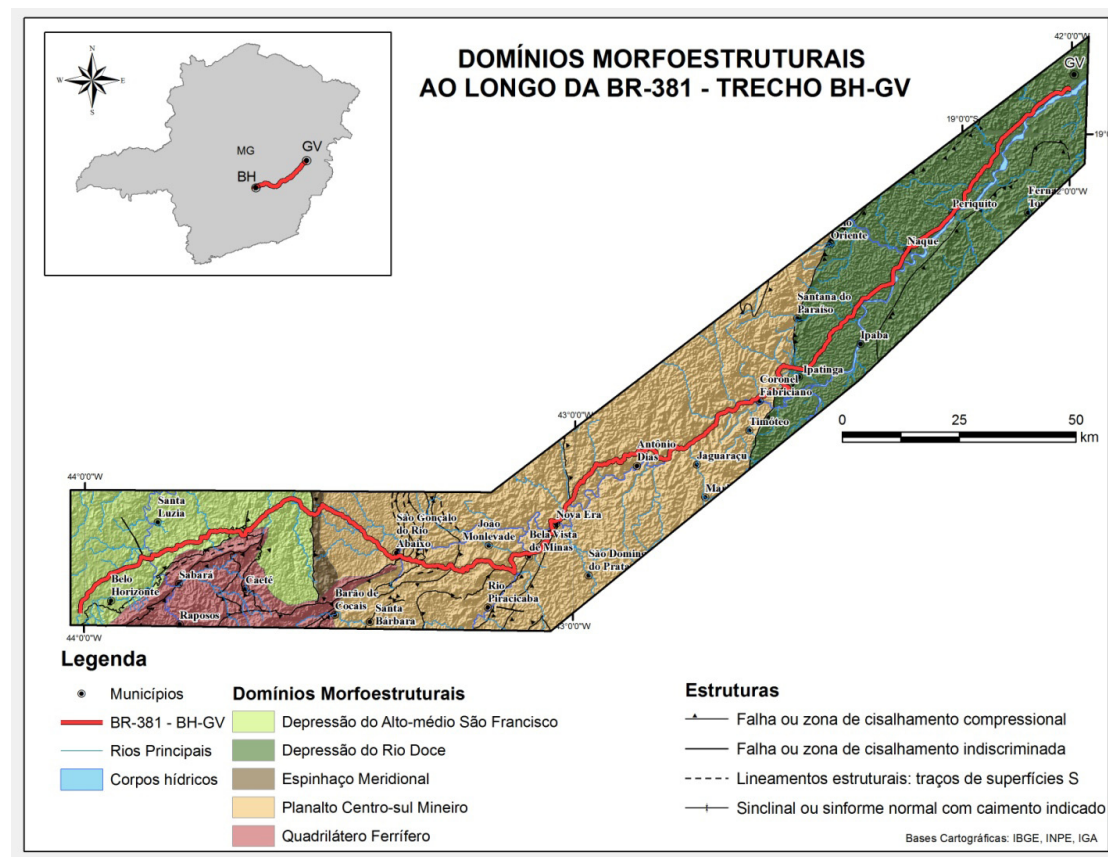 DOMÍNIOS MORFOESTRUTURAIS
AO LONGO DA BR-381 - TRECHO BH-GV
N
W
E
S
MG
GV
BH
42°0'0"W
GV
19°0'0"S
Periquito
Naque
Oriente
Santana do
Paraíso
Ipaba
Ipatinga
Coronel
Fabriciano
Timóteo
43°0'0"W
Antônio
Dias
Jaguaraçu
0 25 50
km
44°0'0"W
Santa
Luzia
São Gonçalo
do Rio
Abaixo
João
Monlevade
Nova Era
Bela Vista
de Minas
São Domin
do Prata
Belo
Horizonte
Sabará
Caeté
Raposos
Barão de
Cocais
Santa
Bárbara
Rio
Piracicaba
44°0'0"W
Legenda
Municípios
BR-381 - BH-GV
Rios Principais
Corpos hídricos
Domínios Morfoestruturais
Depressão do Alto-médio São Francisco
Depressão do Rio Doce
Espinhaço Meridional
Planalto Centro-sul Mineiro
Quadrilátero Ferrífero
Estruturas
Falha ou zona de cisalhamento compressional
Falha ou zona de cisalhamento indiscriminada
Lineamentos estruturais: traços de superfícies S
Sinclinal ou sinforme normal com caimento indicado
Bases Cartográficas: IBGE, INPE, IGA